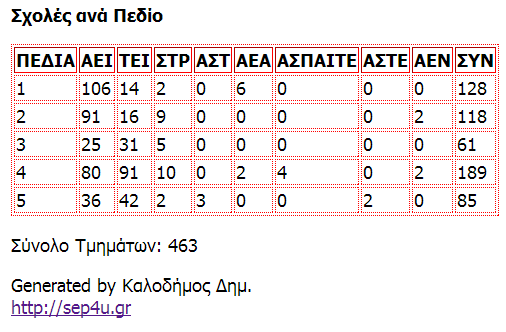 Σχολές ανά Πεδίο
ΠΕΔΙΑ ΑΕΙ ΤΕΙ ΣΤΡ ΑΣΤ ΑΕΑ ΑΣΠΑΙΤΕ ΑΣΤΕ ΑΕΝ ΣΥΝ
1 106 14 2 0 6 0 0 0 128
2 91 16 9 0 0 0 0 2 118
3 25 31 5 0 0 0 0 0 61
4 80 91 10 0 2 4 0 2 189
5 36 42 2 3 0 0 2 0 85
Σύνολο Τμημάτων: 463
Generated by Καλοδήμος Δημ.
http://sep4u.gr